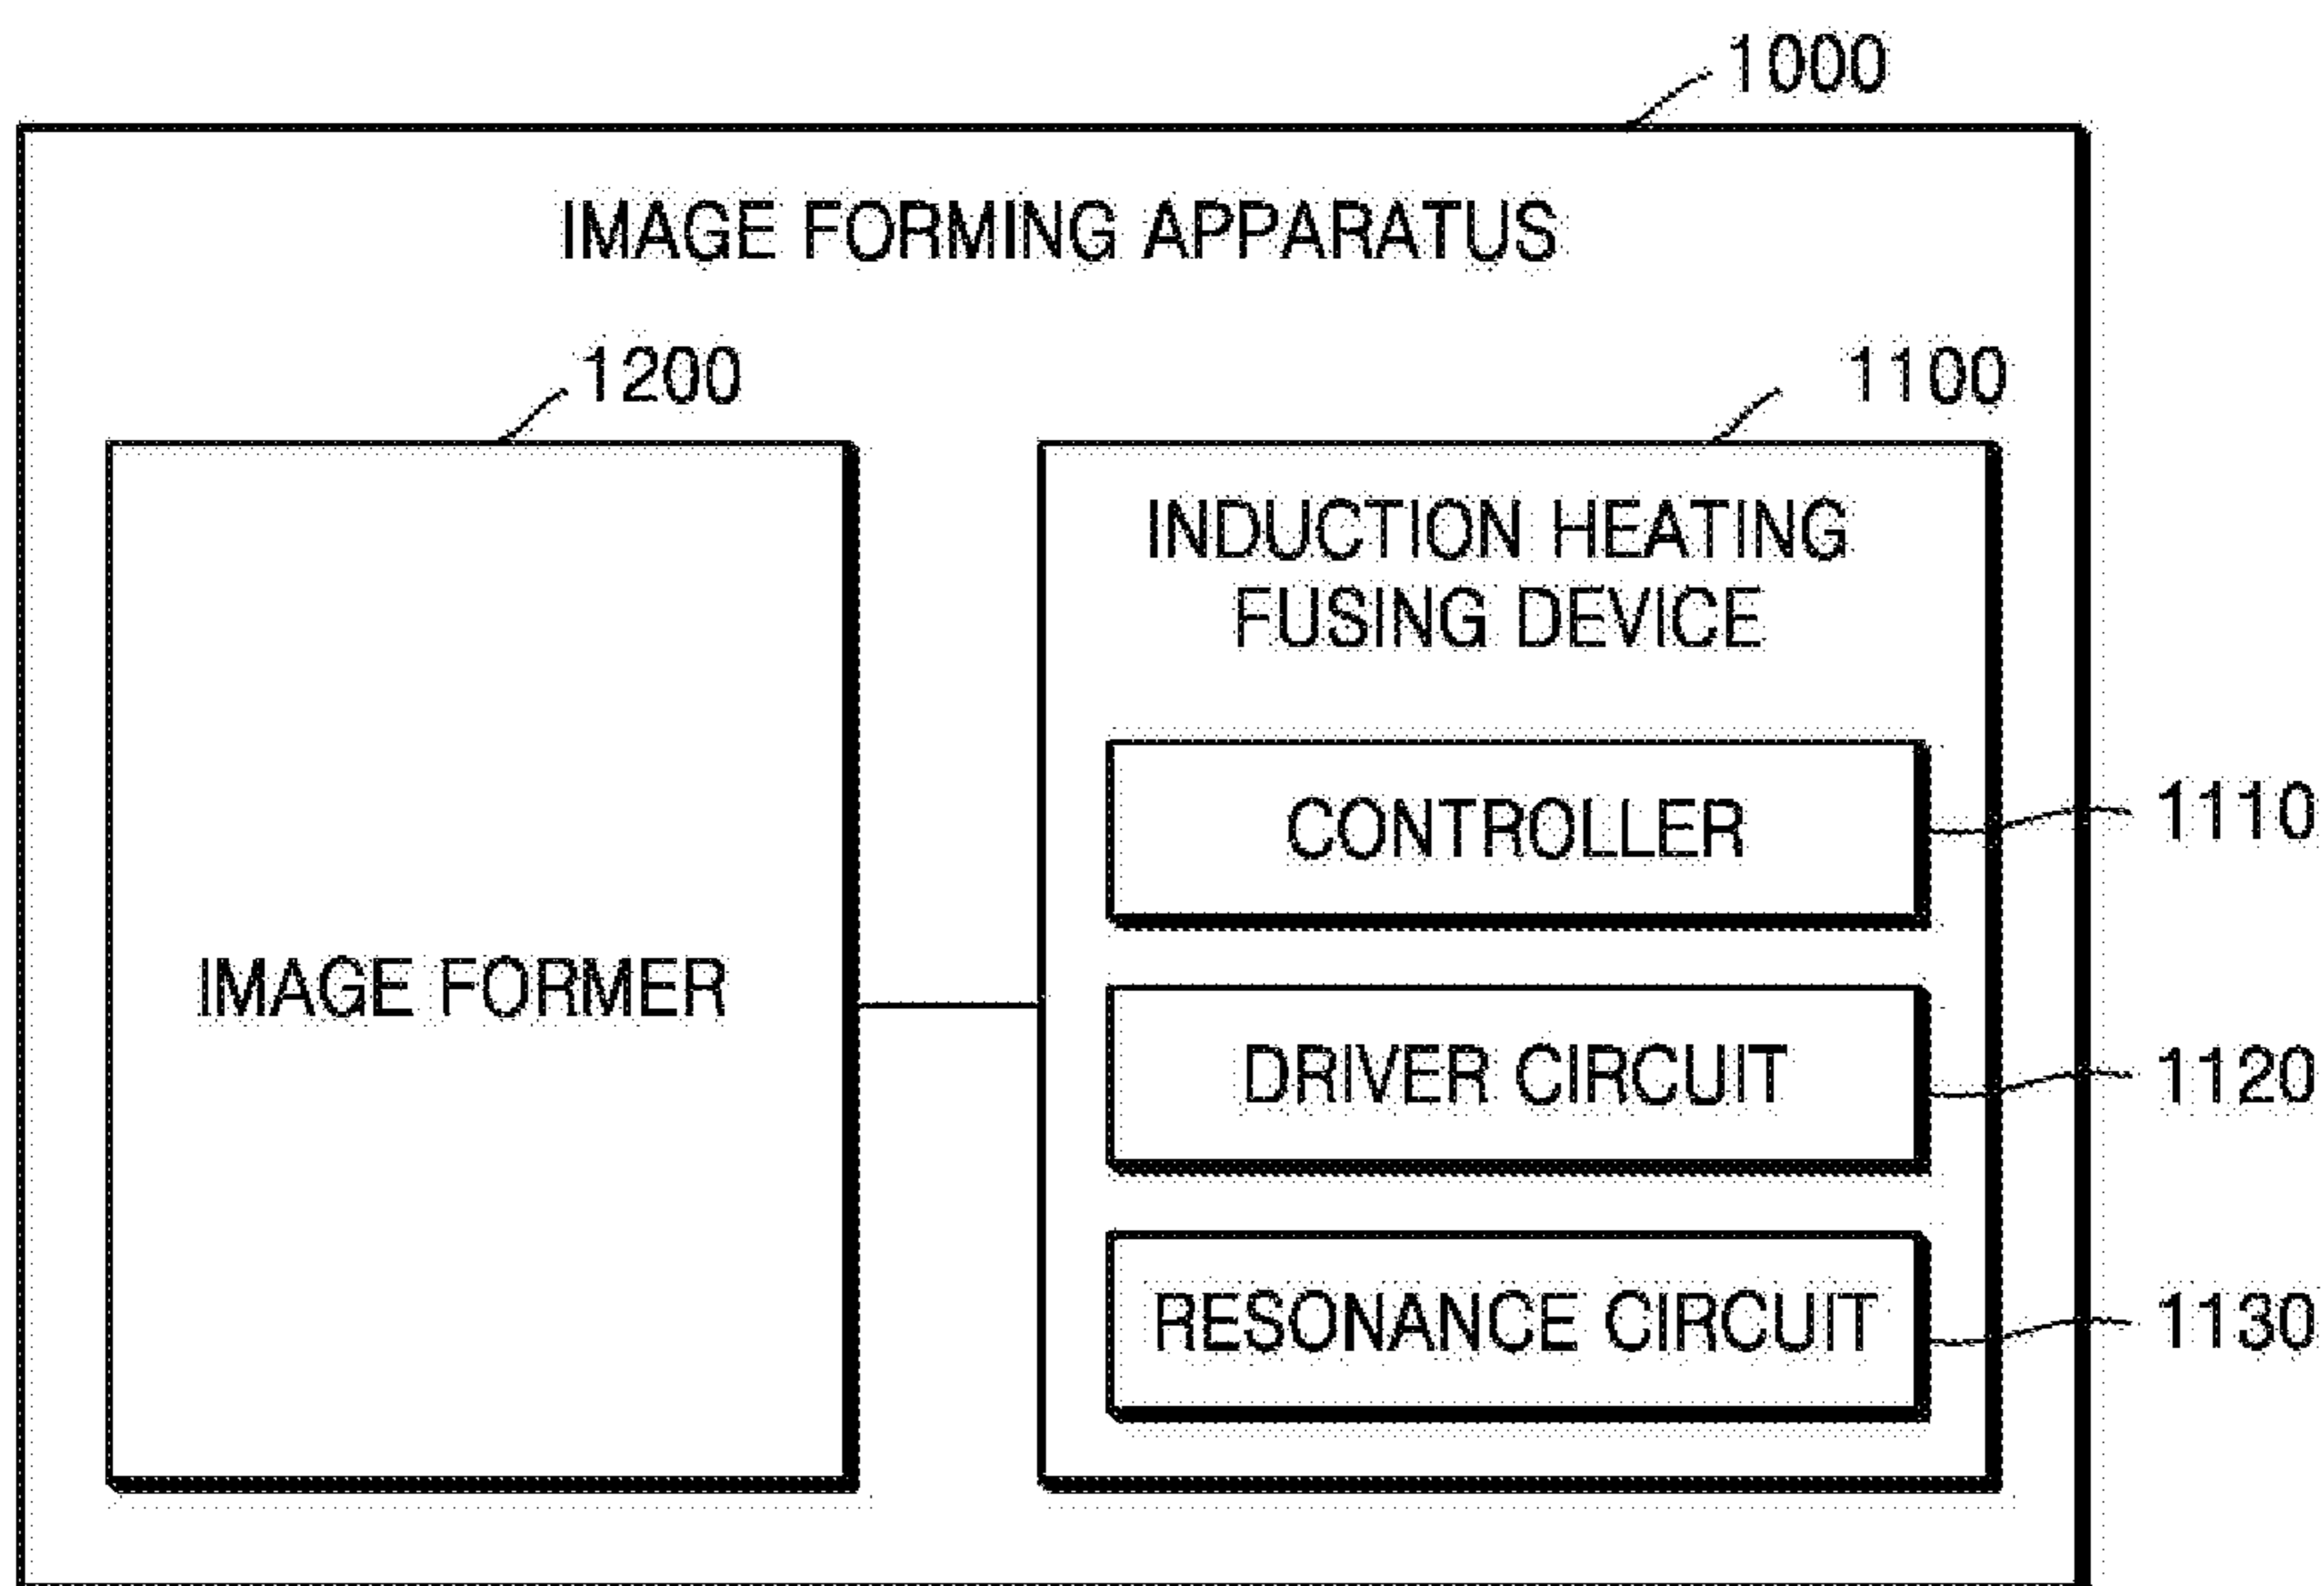 1000
IMAGE FORMING APPARATUS
1200
1100
INDUCTION HEATING
FUSING DEVICE
CONTROLLER
1110
IMAGE FORMER
DRIVER CIRCUIT
1120
RESONANCE CIRCUIT
1130